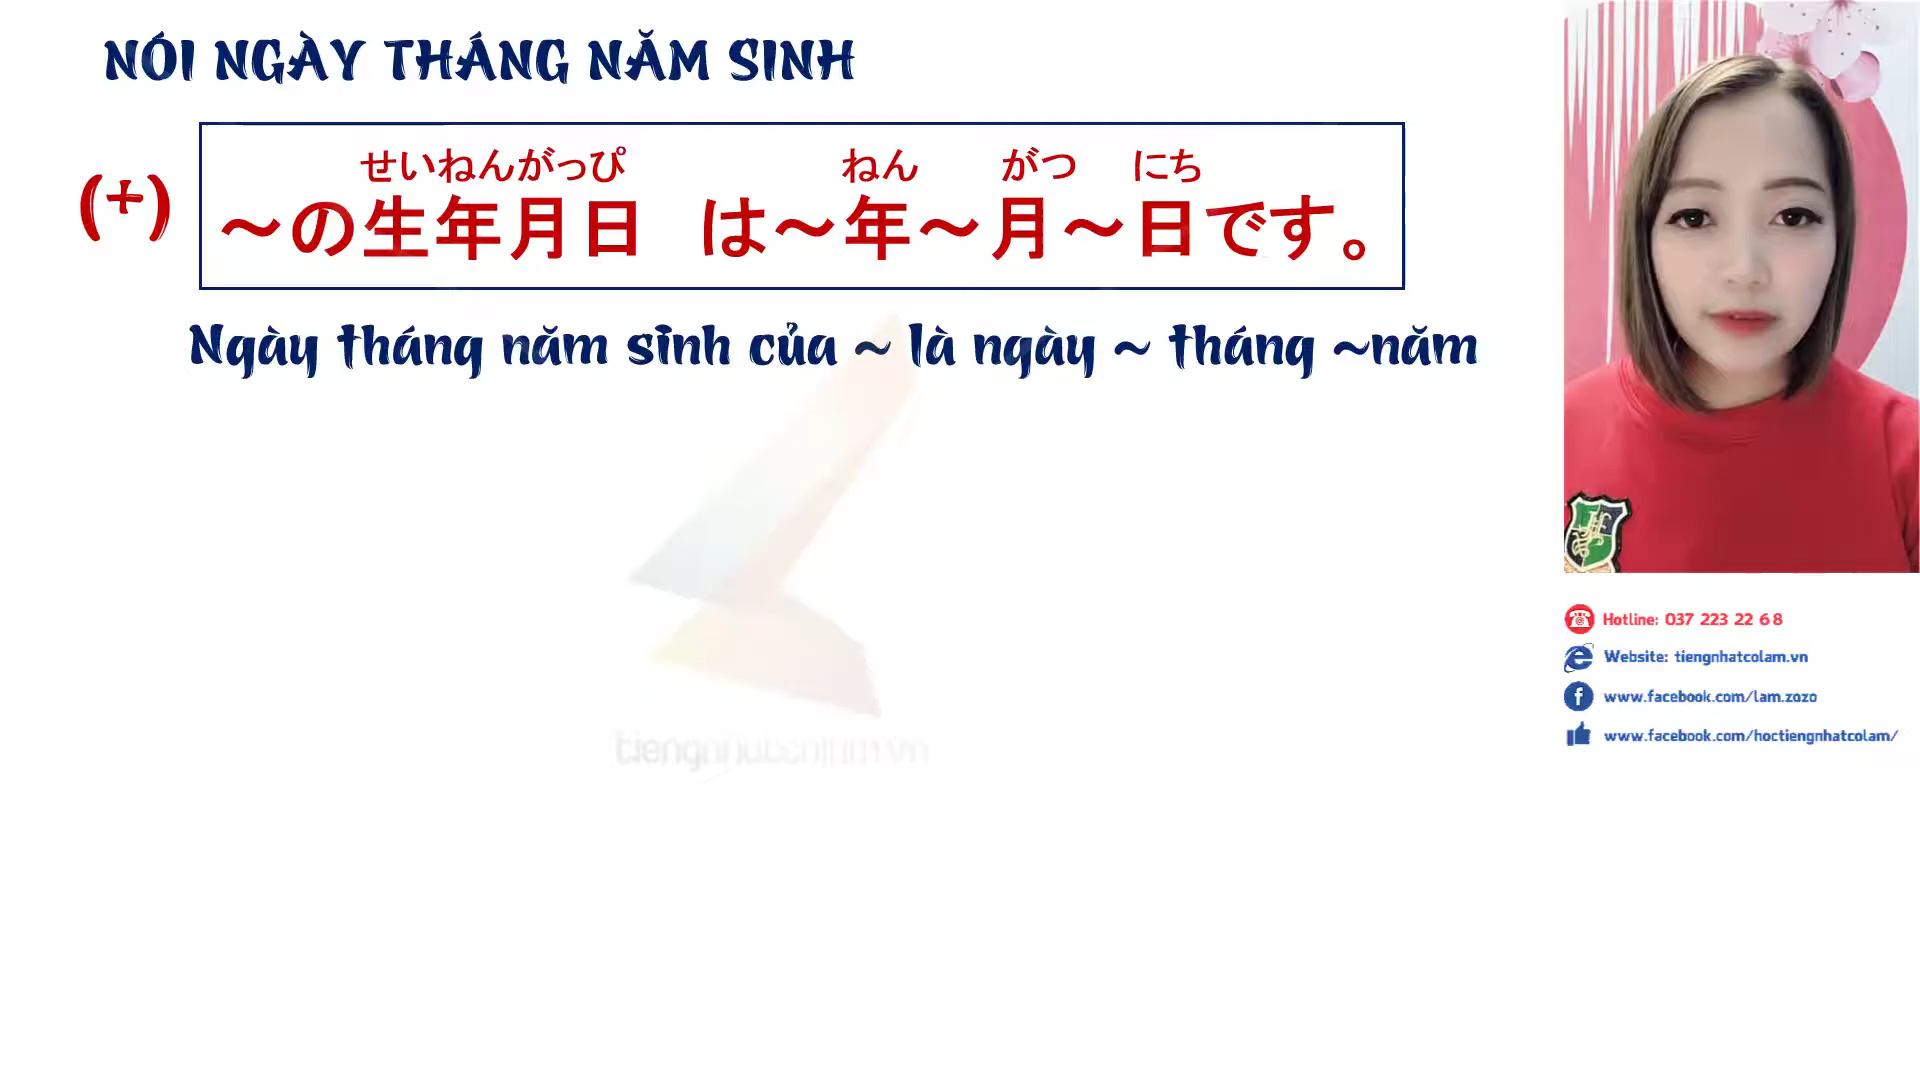 NÓI NGÀY THÁNG NĂM SINH
せいねんがっぴ ねん がつ にち
(+) ～の生年月日 は～年～月～日です。
Ngày tháng năm sinh của ~ là ngày ~ tháng ~năm
tiengnhatcolam.vn
Hotline: 037 223 22 68
Website: tiengnhatcolam.vn
www.facebook.com/lam.zozo
www.facebook.com/hoctiengnhatcolam/